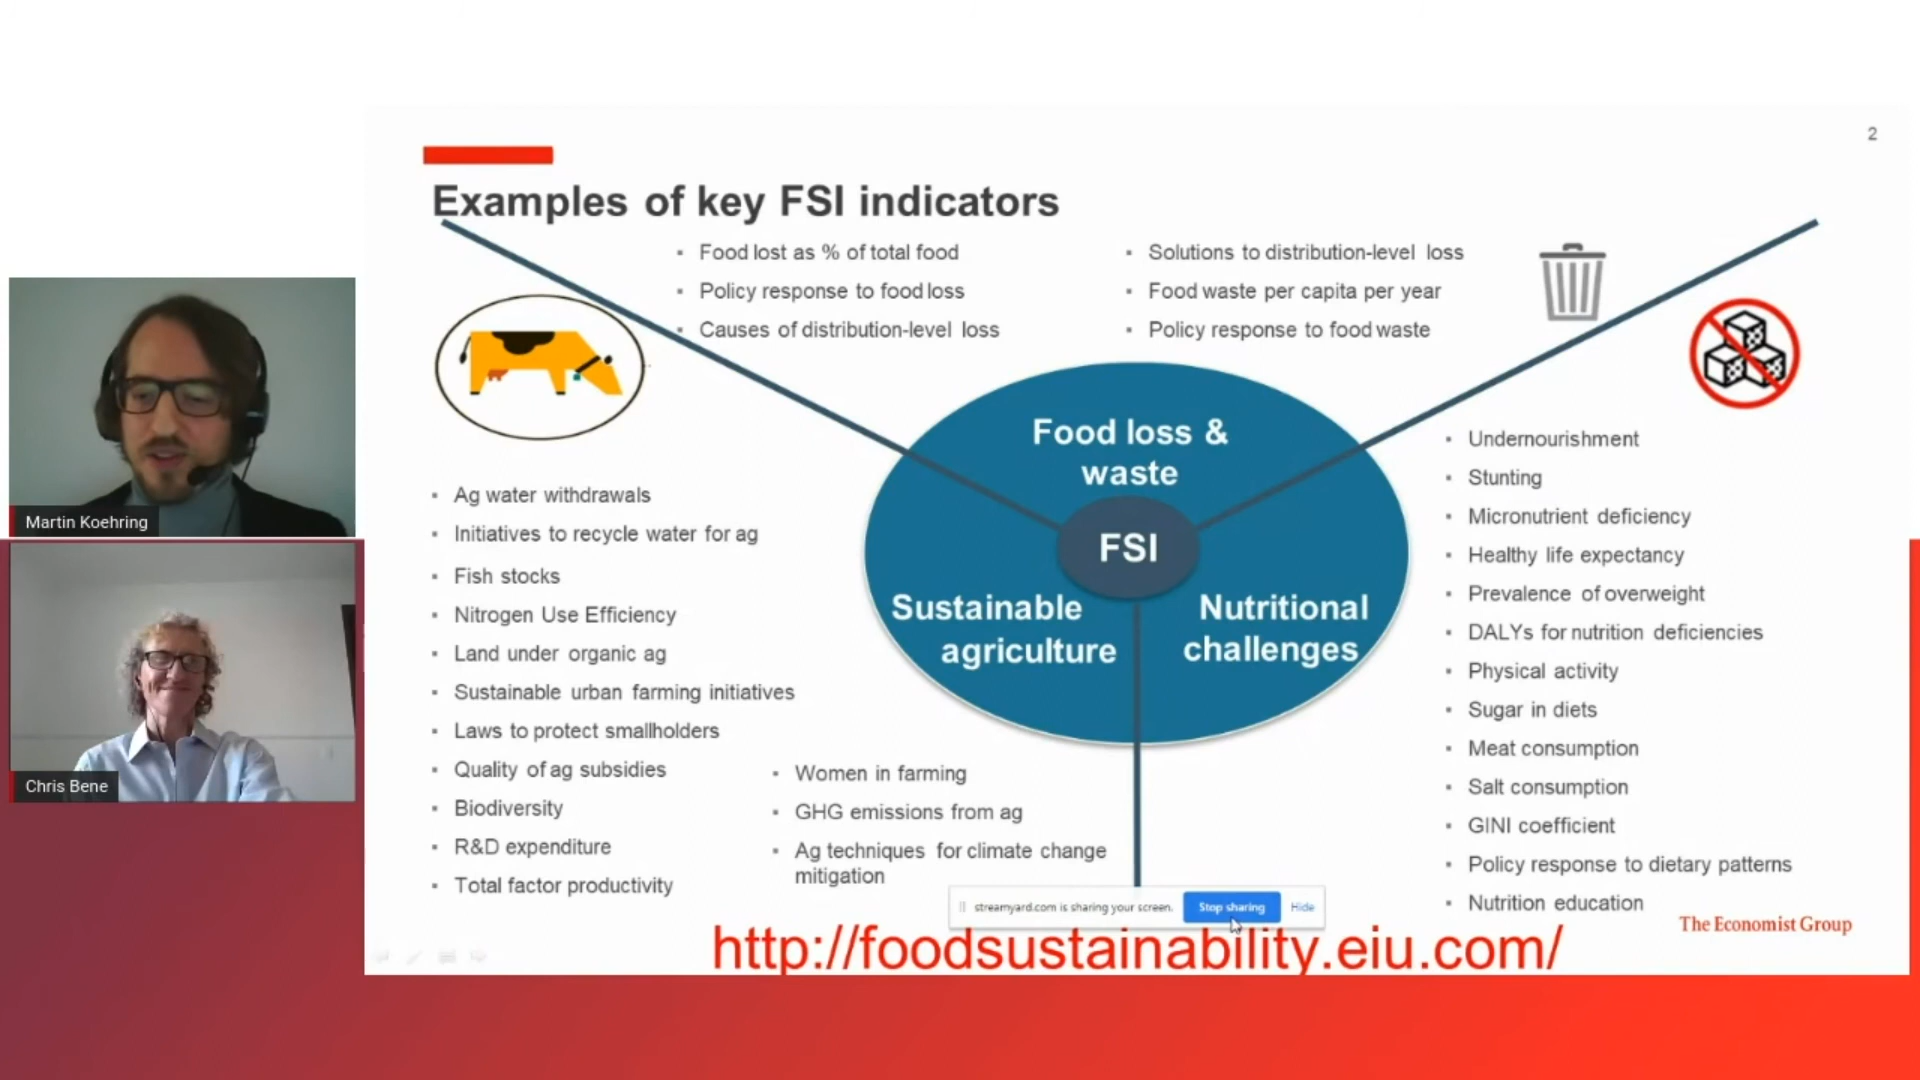 2
Examples of key FSI indicators
Food lost as % of total food
Policy response to food loss
Causes of distribution-level loss
Solutions to distribution-level loss
Food waste per capita per year
Policy response to food waste
Food loss &
waste
FSI
Sustainable
agriculture
Nutritional
challenges
Ag water withdrawals
Initiatives to recycle water for ag
Fish stocks
Nitrogen Use Efficiency
Land under organic ag
Sustainable urban farming initiatives
Laws to protect smallholders
Quality of ag subsidies
Biodiversity
R&D expenditure
Total factor productivity
Women in farming
GHG emissions from ag
Ag techniques for climate change
mitigation
Undernourishment
Stunting
Micronutrient deficiency
Healthy life expectancy
Prevalence of overweight
DALYs for nutrition deficiencies
Physical activity
Sugar in diets
Meat consumption
Salt consumption
GINI coefficient
Policy response to dietary patterns
Nutrition education
The Economist Group
streamyard.com is sharing your screen.
Stop sharing
Hide
http://foodsustainability.eiu.com/
Martin Koehring
Chris Bene